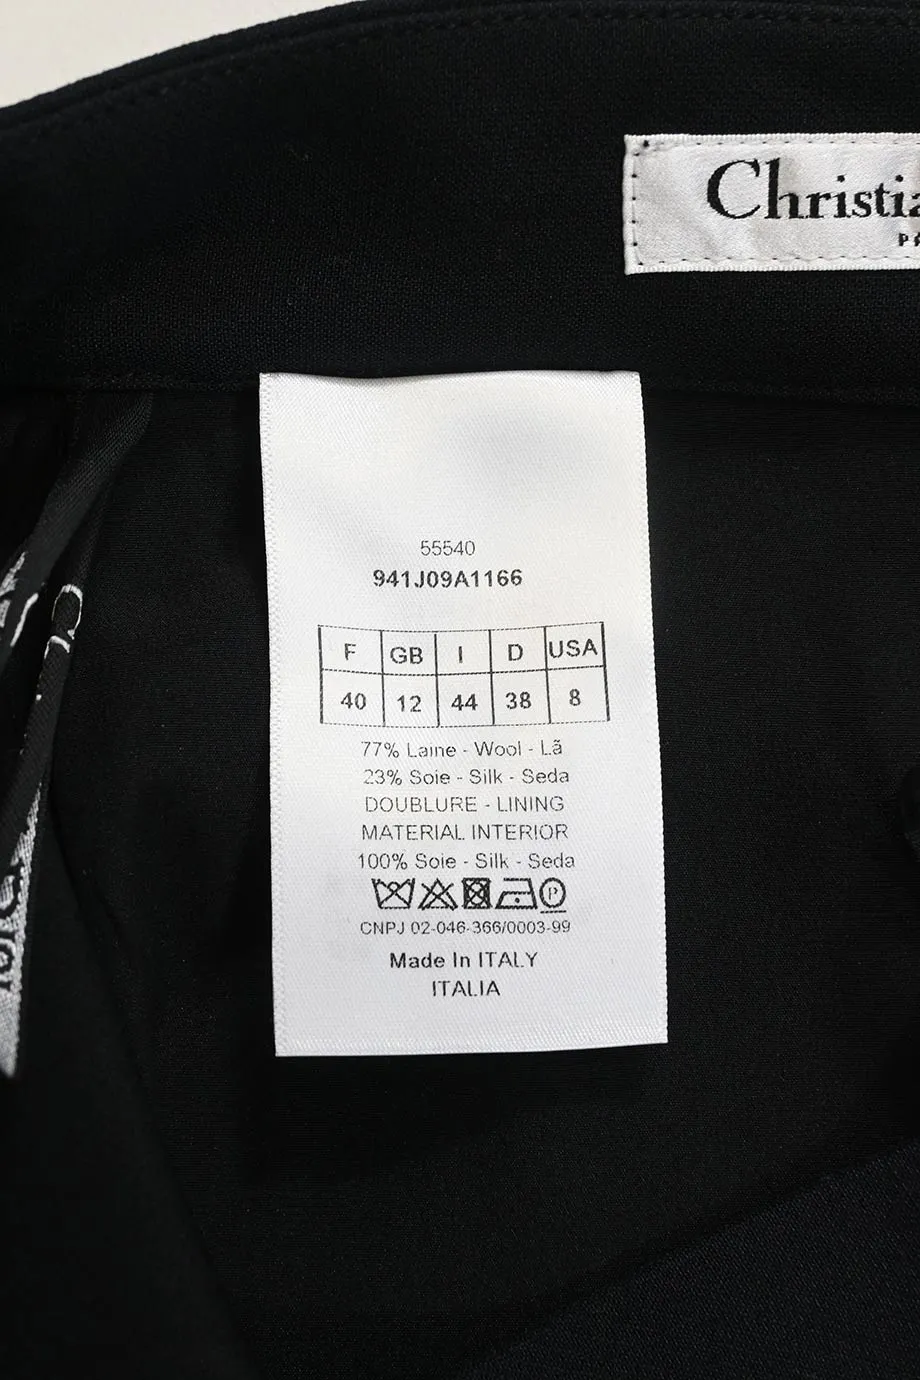 Christia
PA
55540
941J09A1166
F GB I D USA
40 12 44 38 8
77% Laine - Wool - Lã
23% Soie - Silk - Seda
DOUBLURE - LINING
MATERIAL INTERIOR
100% Soie - Silk - Seda
P
CNPJ 02-046-366/0003-99
Made In ITALY
ITALIA